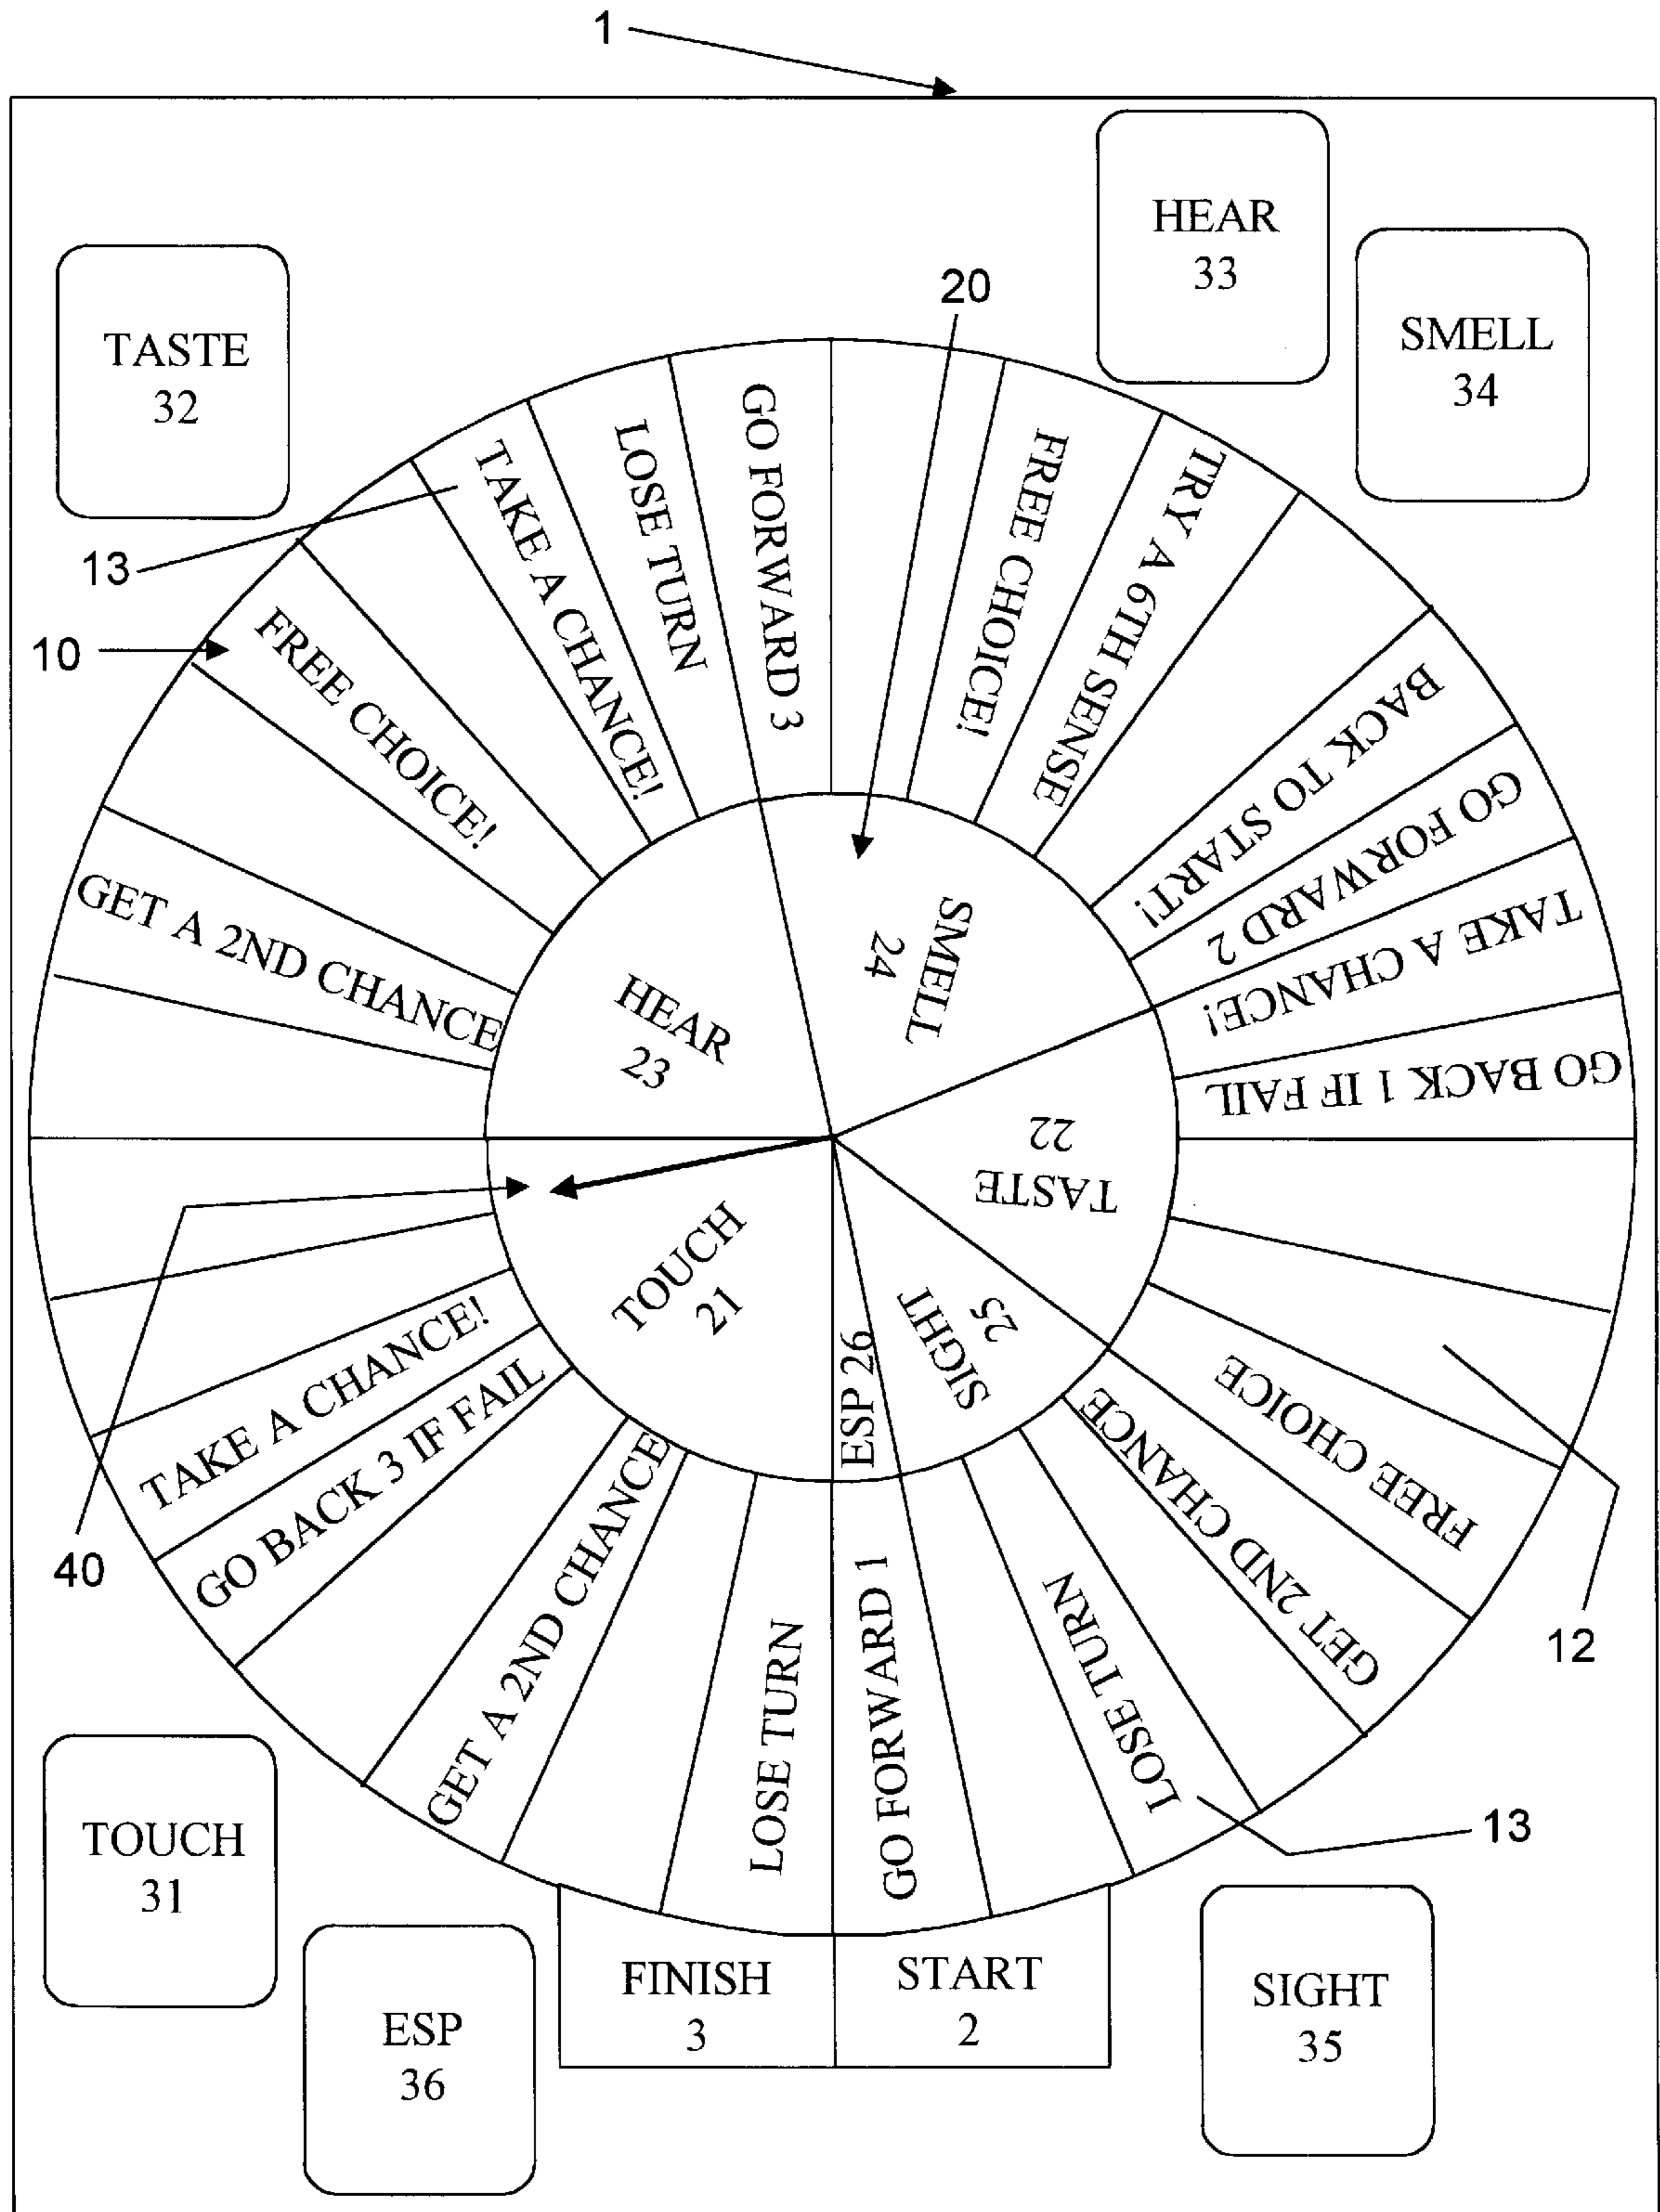 1
HEAR
33
SMELL
34
TASTE
32
20
13
10
GO FORWARD 3
LOSE TURN
TAKE A CHANCE!
FREE CHOICE!
GET A 2ND CHANCE
FREE CHOICE!
TRY A 6TH SENSE
BACK TO START!
GO FORWARD 2
TAKE A CHANCE!
GO BACK 1 IF FAIL
SMELL
24
HEAR
23
TASTE
22
TOUCH
21
SIGHT
25
ESP 26
TAKE A CHANCE!
GO BACK 3 IF FAIL
GET A 2ND CHANCE
LOSE TURN
GO FORWARD 1
LOSE TURN
GET 2ND CHANCE
FREE CHOICE
40
12
13
TOUCH
31
ESP
36
FINISH
3
START
2
SIGHT
35